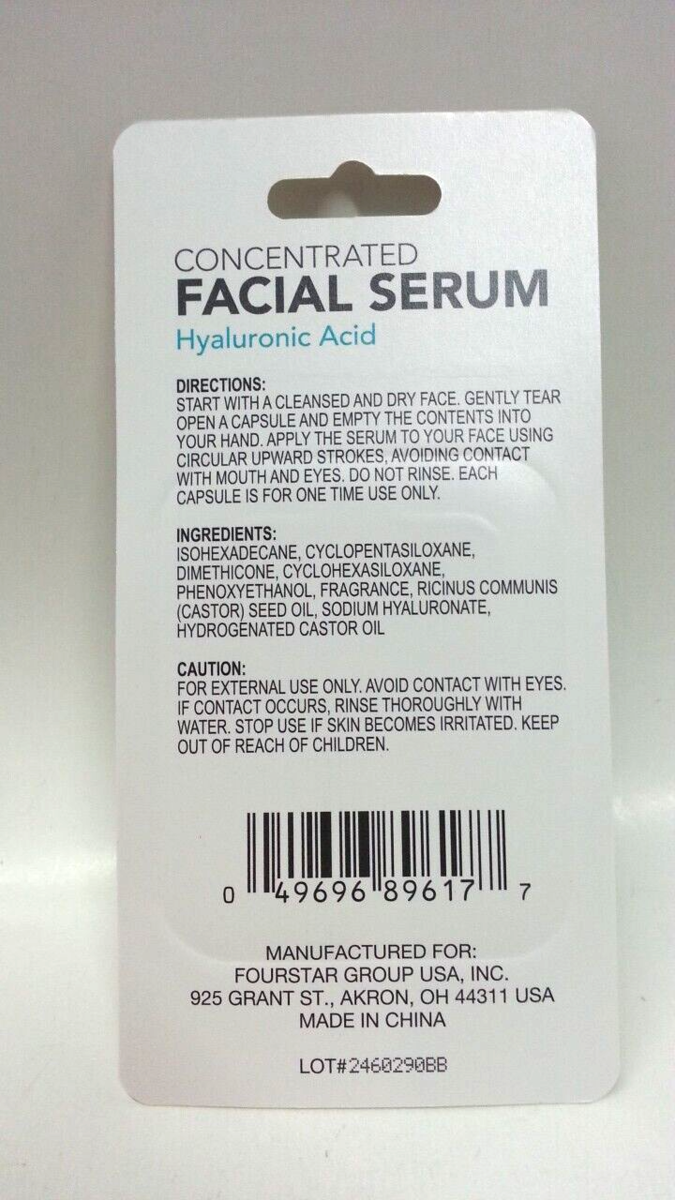 CONCENTRATED
FACIAL SERUM
Hyaluronic Acid
DIRECTIONS:
START WITH A CLEANSED AND DRY FACE. GENTLY TEAR
OPEN A CAPSULE AND EMPTY THE CONTENTS INTO
YOUR HAND. APPLY THE SERUM TO YOUR FACE USING
CIRCULAR UPWARD STROKES, AVOIDING CONTACT
WITH MOUTH AND EYES. DO NOT RINSE. EACH
CAPSULE IS FOR ONE TIME USE ONLY.
INGREDIENTS:
ISOHEXADECANE, CYCLOPENTASILOXANE,
DIMETHICONE, CYCLOHEXASILOXANE,
PHENOXYETHANOL, FRAGRANCE, RICINUS COMMUNIS
(CASTOR) SEED OIL, SODIUM HYALURONATE,
HYDROGENATED CASTOR OIL
CAUTION:
FOR EXTERNAL USE ONLY. AVOID CONTACT WITH EYES.
IF CONTACT OCCURS, RINSE THOROUGHLY WITH
WATER. STOP USE IF SKIN BECOMES IRRITATED. KEEP
OUT OF REACH OF CHILDREN.
0 49696 89617 7
MANUFACTURED FOR:
FOURSTAR GROUP USA, INC.
925 GRANT ST., AKRON, OH 44311 USA
MADE IN CHINA
LOT#2460290BB